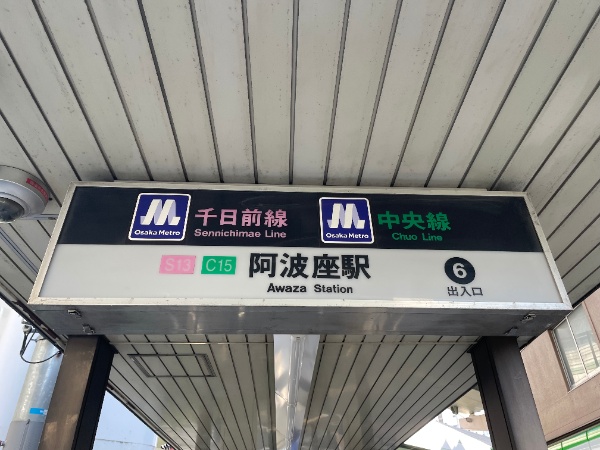 Osaka Metro
千日前線
Sennichimae Line
Osaka Metro
中央線
Chuo Line
S13 C15 阿波座駅
Awaza Station
6
出入口